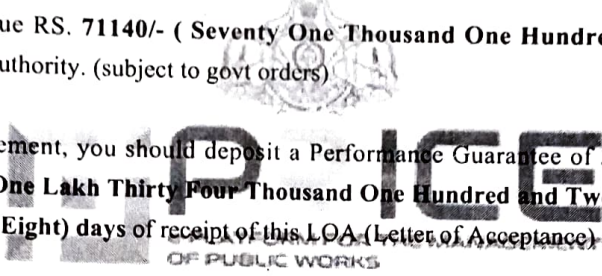 ue RS. 71140/- ( Seventy One Thousand One Hundre
uthority. (subject to govt orders)
ement, you should deposit a Performance Guarantee of
One Lakh Thirty Four Thousand One Hundred and Tw
Eight) days of receipt of this LOA (Letter of Acceptance)
PRICE
OF PUBLIC WORKS